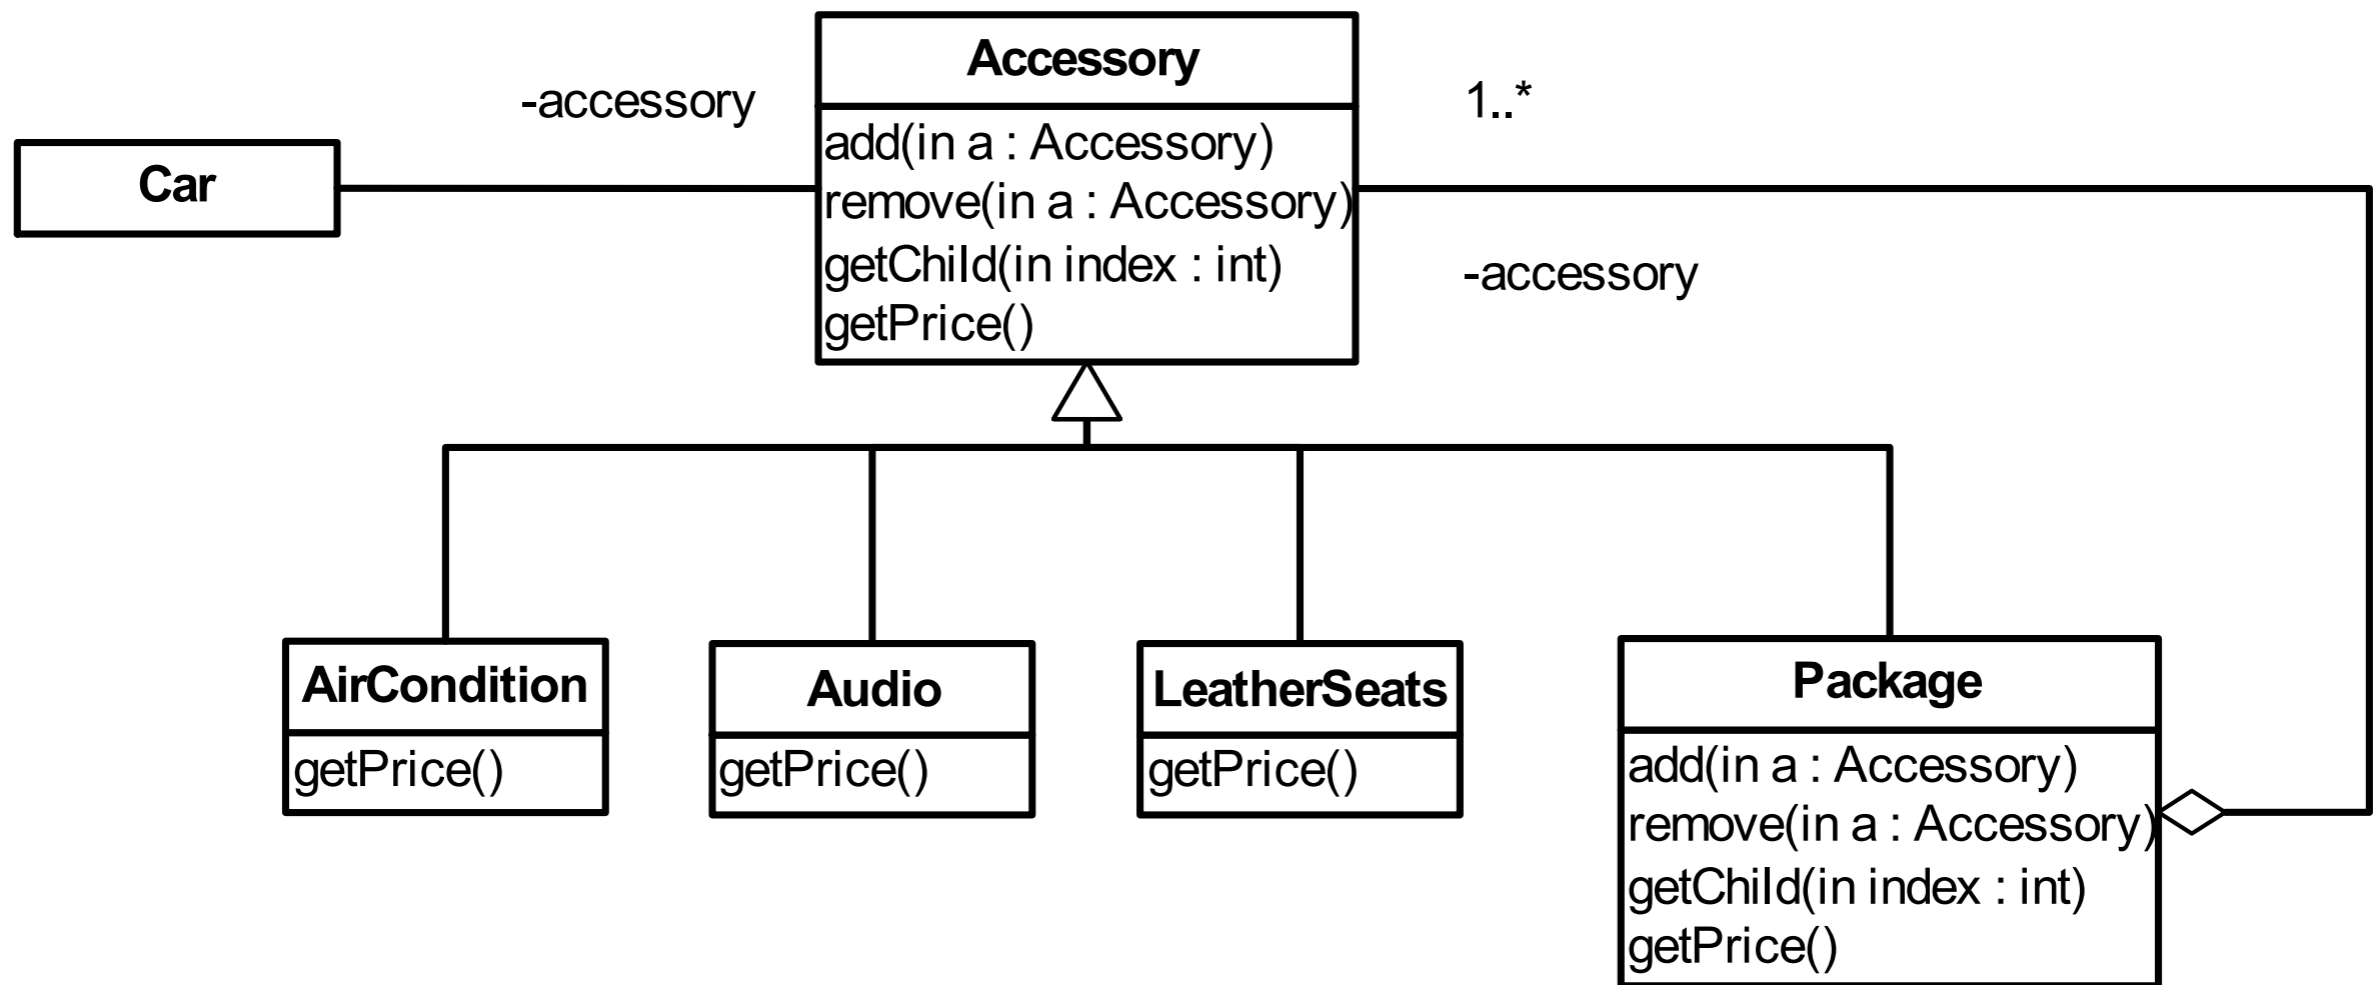 Accessory
-accessory
1..*
add(in a : Accessory)
Car
remove(in a : Accessory)
getChild(in index : int)
-accessory
getPrice()
AirCondition
getPrice()
Audio
getPrice()
LeatherSeats
getPrice()
Package
add(in a : Accessory)
remove(in a : Accessory)
getChild(in index : int)
getPrice()